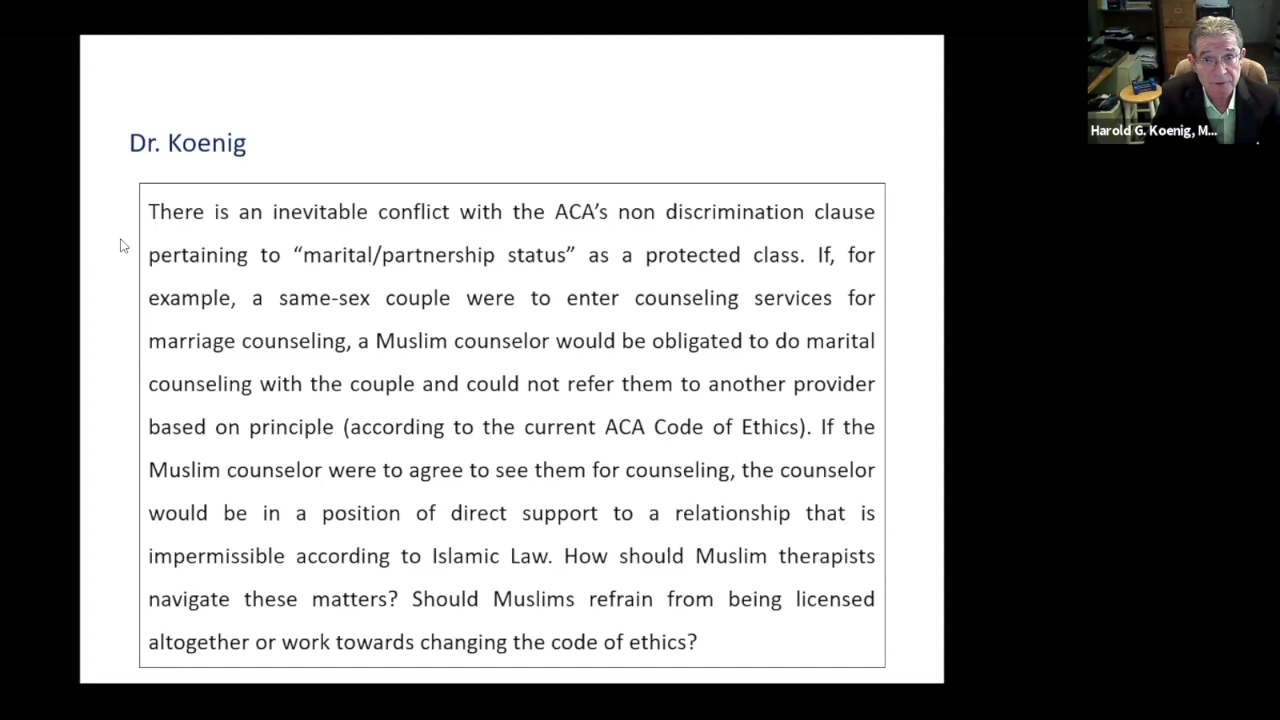 Harold G. Koenig, M...
Dr. Koenig
There is an inevitable conflict with the ACA's non discrimination clause
pertaining to “marital/partnership status” as a protected class. If, for
example, a same-sex couple were to enter counseling services for
marriage counseling, a Muslim counselor would be obligated to do marital
counseling with the couple and could not refer them to another provider
based on principle (according to the current ACA Code of Ethics). If the
Muslim counselor were to agree to see them for counseling, the counselor
would be in a position of direct support to a relationship that is
impermissible according to Islamic Law. How should Muslim therapists
navigate these matters? Should Muslims refrain from being licensed
altogether or work towards changing the code of ethics?